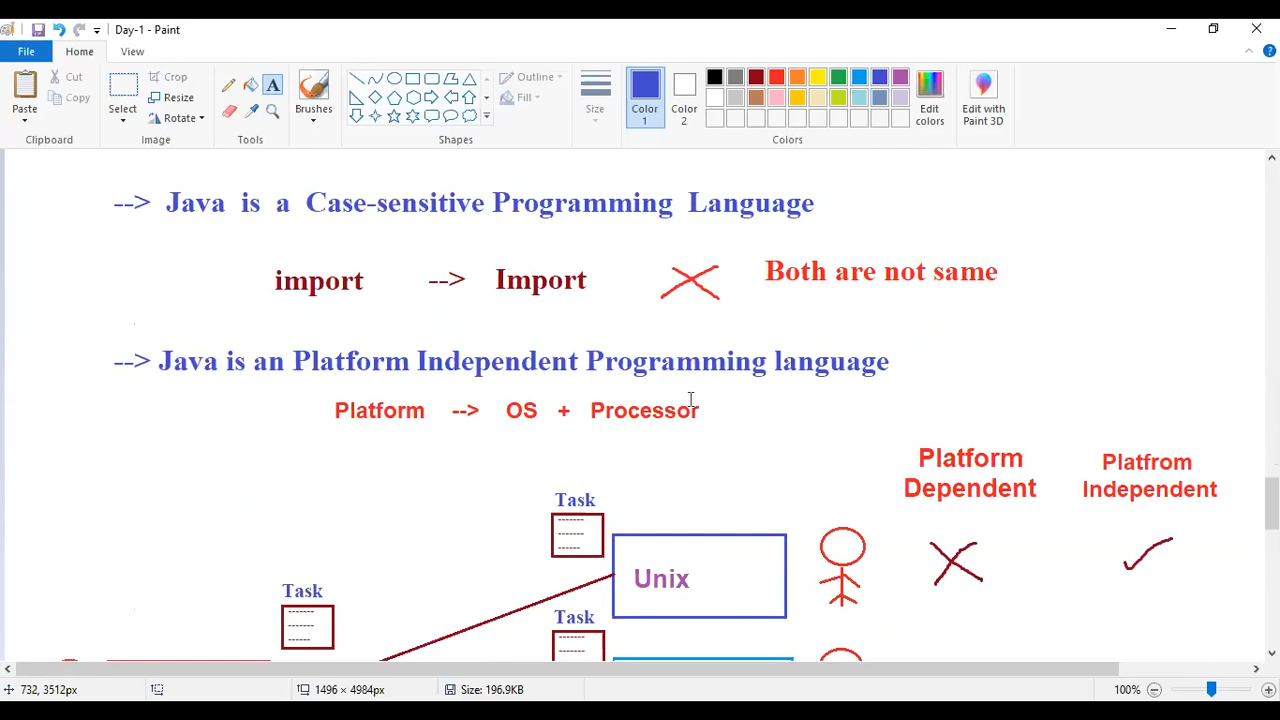 Day-1 - Paint
File Home View
Paste
Cut
Copy
Clipboard
Select
Crop
Resize
Rotate
Image
Tools
Brushes
Outline
Fill
Shapes
Size
Color 1
Color 2
Edit colors
Colors
Edit with Paint 3D
--> Java is a Case-sensitive Programming Language
import --> Import Both are not same
--> Java is an Platform Independent Programming language
Platform --> OS + Processor
Platform Dependent
Platfrom Independent
Task
Unix
Task
Task
732, 3512px
1496 × 4984px
Size: 196.9KB
100%